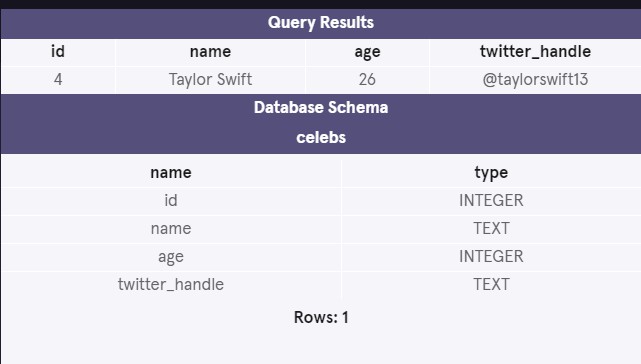 Query Results
id name age twitter_handle
4 Taylor Swift 26 @taylorswift13
Database Schema
celebs
name type
id INTEGER
name TEXT
age INTEGER
twitter_handle TEXT
Rows: 1